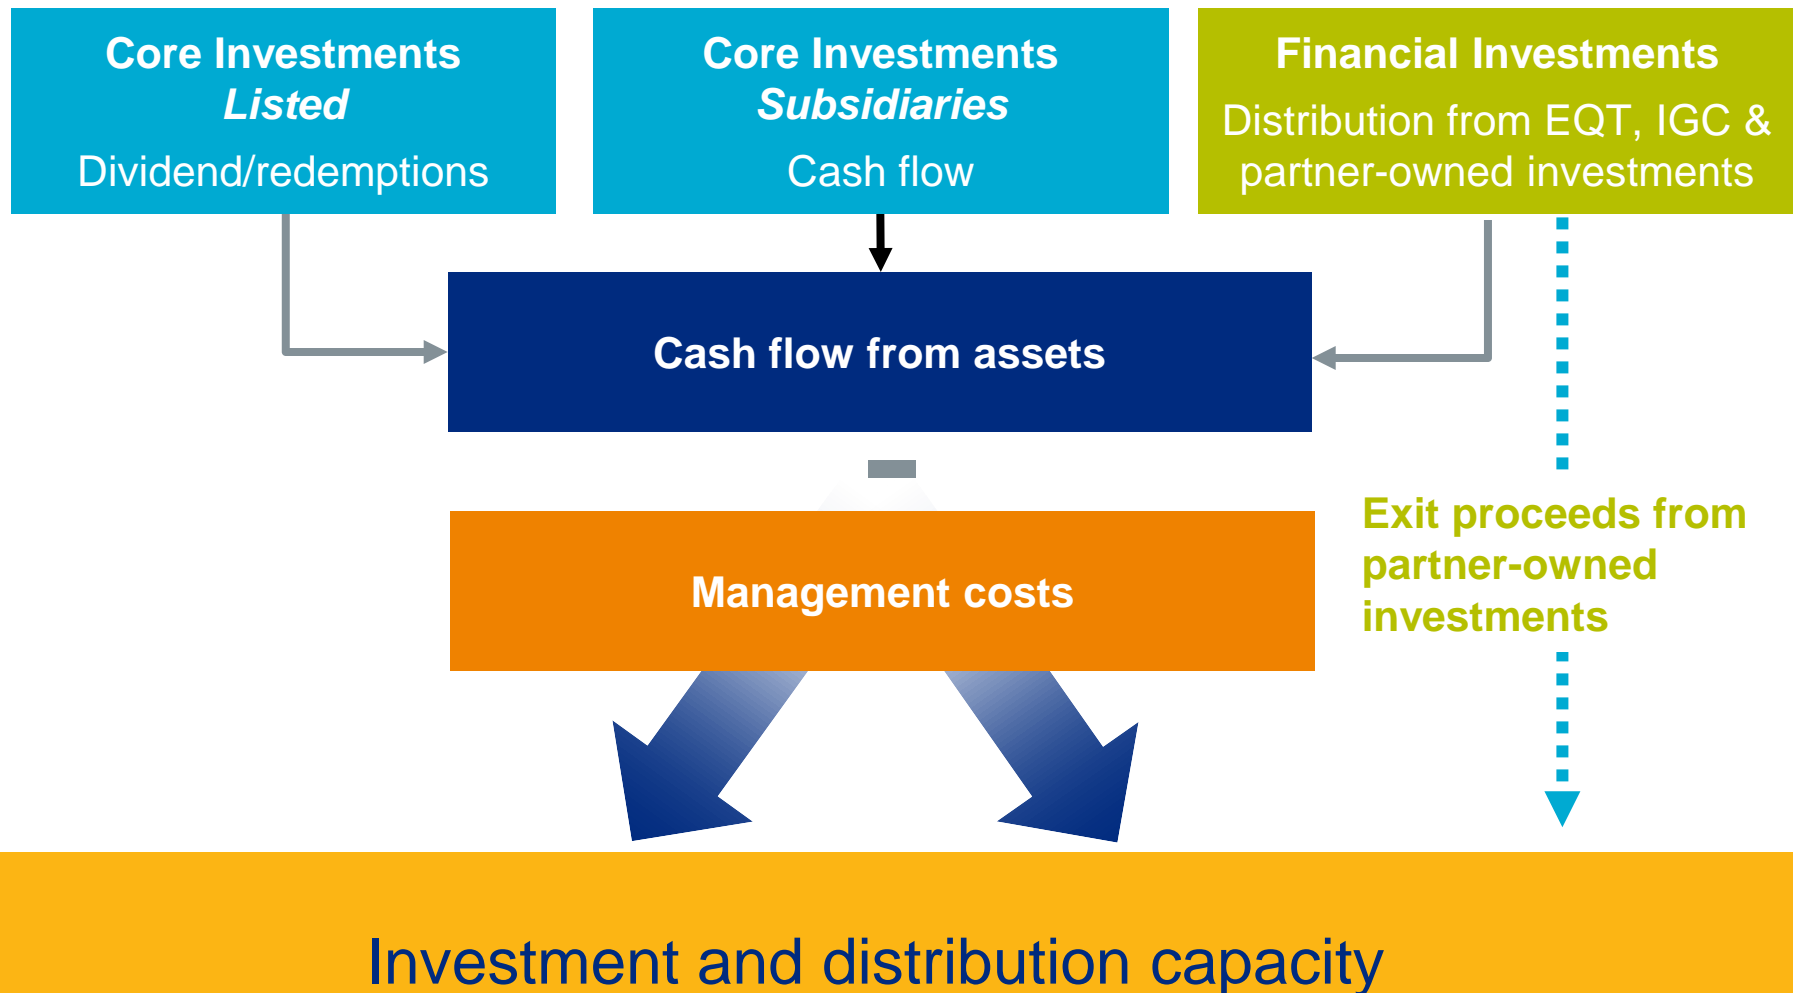 Core Investments
Listed
Dividend/redemptions
Core Investments
Subsidiaries
Cash flow
Financial Investments
Distribution from EQT, IGC &
partner-owned investments
Cash flow from assets
Management costs
Exit proceeds from
partner-owned
investments
Investment and distribution capacity